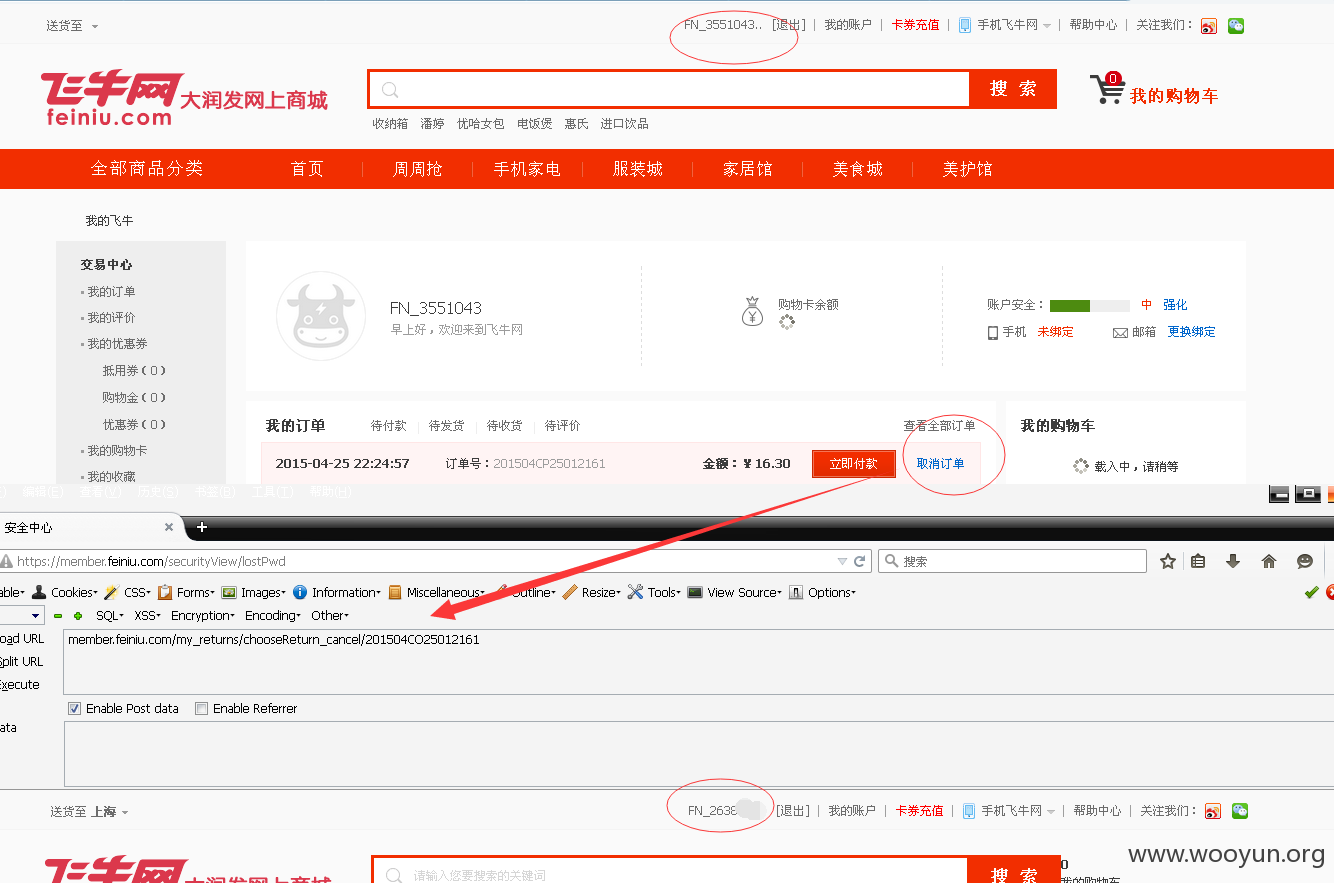 送货至 FN_3551043.. [退出] 我的账户 卡券充值 手机飞牛网 帮助中心 关注我们：
飞牛网 大润发网上商城 feiniu.com
搜 索 0 我的购物车
收纳箱 潘婷 优哈女包 电饭煲 惠氏 进口饮品
全部商品分类 首页 周周抢 手机家电 服装城 家居馆 美食城 美护馆
我的飞牛
交易中心
我的订单
我的评价
我的优惠券
抵用券 ( 0 )
购物金 ( 0 )
优惠券 ( 0 )
我的购物卡
我的收藏
FN_3551043
早上好，欢迎来到飞牛网
购物卡余额
账户安全： 中 强化
手机 未绑定 邮箱 更换绑定
我的订单 待付款 待发货 待收货 待评价 查看全部订单
2015-04-25 22:24:57 订单号：201504CP25012161 金额：¥ 16.30 立即付款 取消订单
我的购物车
载入中，请稍等
编辑(E) 查看(V) 历史(S) 书签(B) 工具(T) 帮助(H)
安全中心
https://member.feiniu.com/securityView/lostPwd 搜索
able Cookies CSS Forms Images Information Miscellaneous Outline Resize Tools View Source Options
SQL XSS Encryption Encoding Other
oad URL member.feiniu.com/my_returns/chooseReturn_cancel/201504CO25012161
Split URL
Execute
Enable Post data Enable Referrer
ata
送货至 上海 FN_2638 [退出] 我的账户 卡券充值 手机飞牛网 帮助中心 关注我们：
飞牛网 大润发网上商城
请输入您要搜索的关键词 搜 索 0 我的购物车
www.wooyun.org